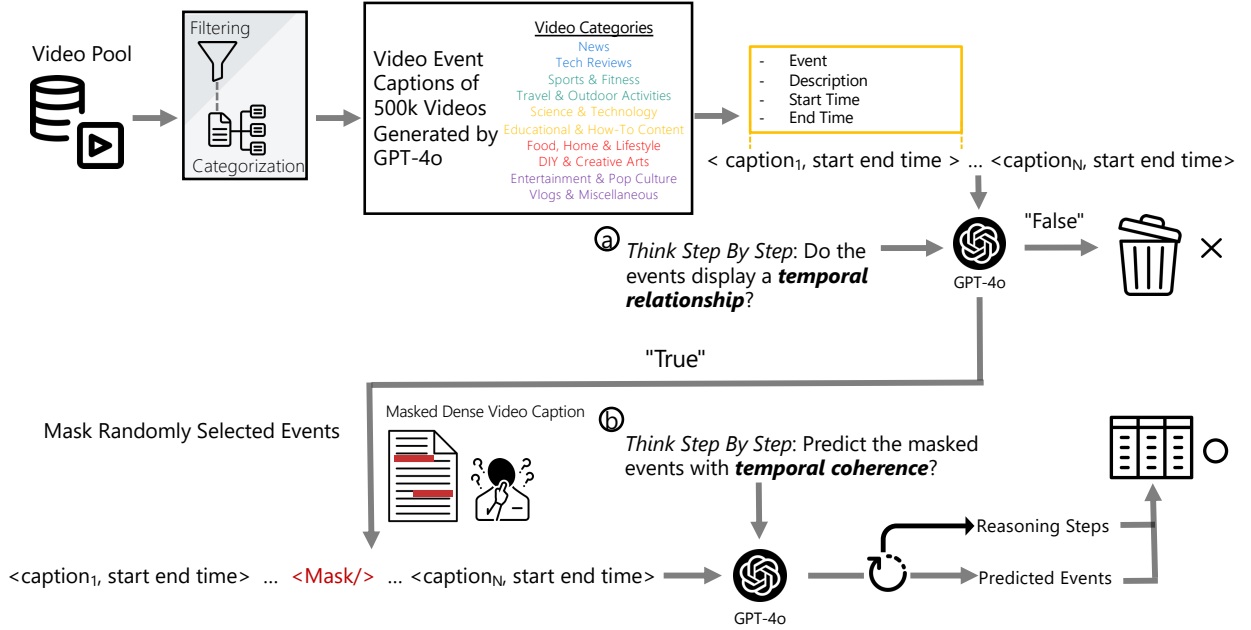 Video Pool
Filtering
Categorization
Video Event
Captions of
500k Videos
Generated by
GPT-4o
Video Categories
News
Tech Reviews
Sports & Fitness
Travel & Outdoor Activities
Science & Technology
Educational & How-To Content
Food, Home & Lifestyle
DIY & Creative Arts
Entertainment & Pop Culture
Vlogs & Miscellaneous
- Event
- Description
- Start Time
- End Time
< caption₁, start end time > ... <captionN, start end time>
a
Think Step By Step: Do the
events display a temporal
relationship?
GPT-4o
"False"
"True"
Mask Randomly Selected Events
Masked Dense Video Caption
b
Think Step By Step: Predict the masked
events with temporal coherence?
<caption₁, start end time> ... <Mask/> ... <captionN, start end time>
GPT-4o
Reasoning Steps
Predicted Events